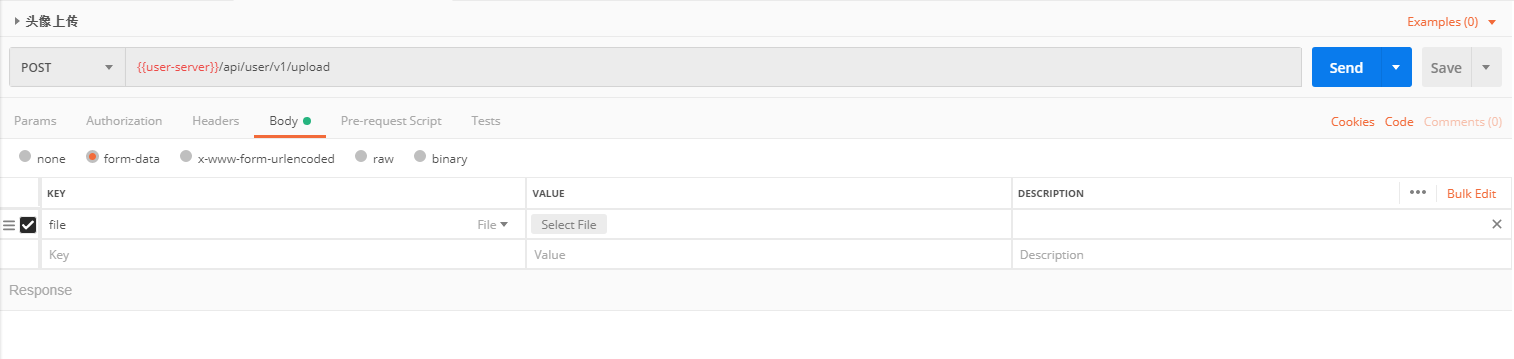 头像上传
Examples (0)
POST
{{user-server}}/api/user/v1/upload
Send
Save
Params
Authorization
Headers
Body
Pre-request Script
Tests
Cookies
Code
Comments (0)
none
form-data
x-www-form-urlencoded
raw
binary
KEY
VALUE
DESCRIPTION
Bulk Edit
file
File
Select File
Key
Value
Description
Response